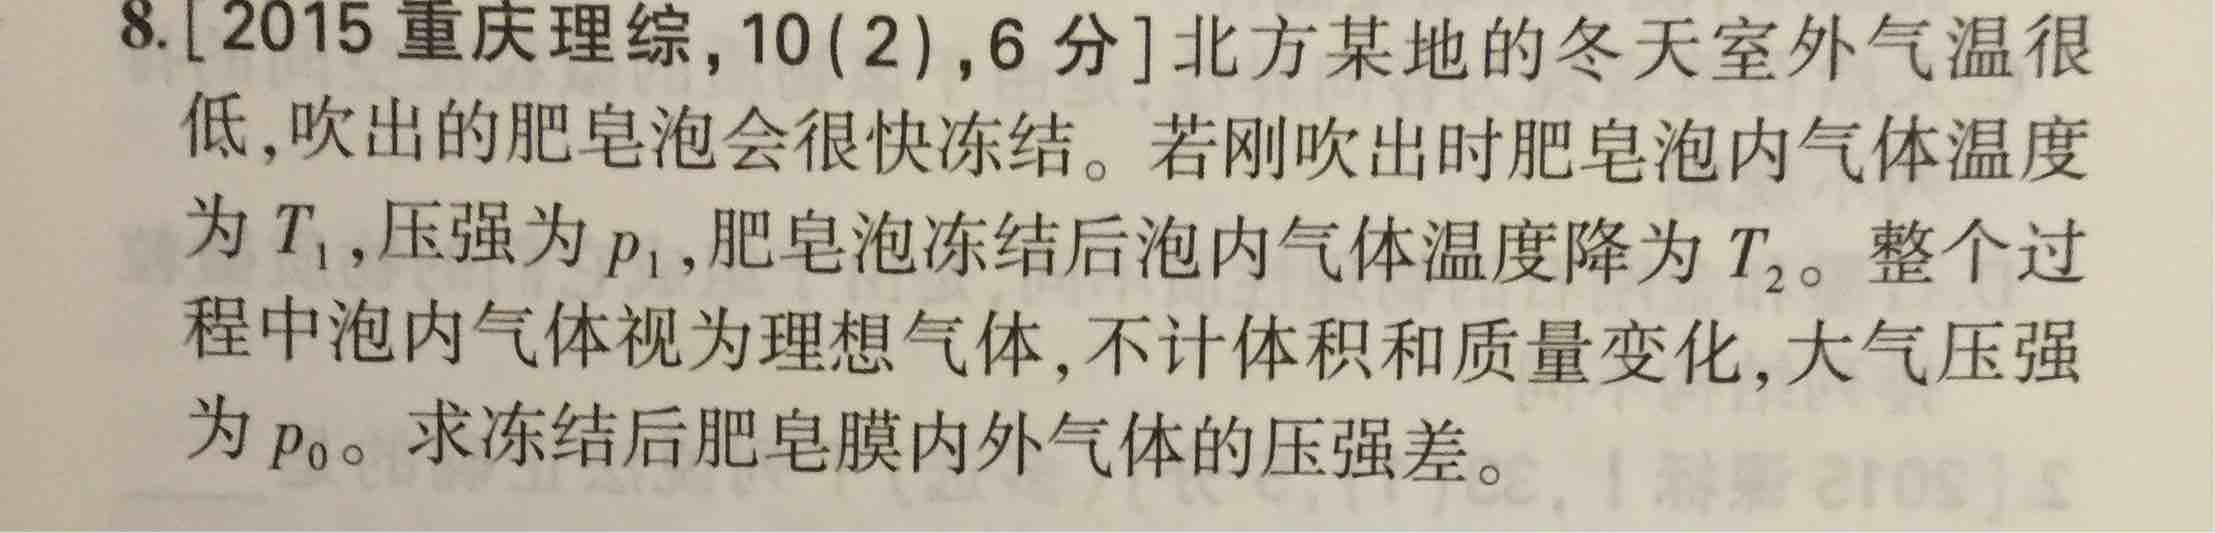 8.[2015 重庆理综,10(2),6 分]北方某地的冬天室外气温很
低,吹出的肥皂泡会很快冻结。若刚吹出时肥皂泡内气体温度
为 T₁,压强为 p₁,肥皂泡冻结后泡内气体温度降为 T₂。整个过
程中泡内气体视为理想气体,不计体积和质量变化,大气压强
为 p₀。求冻结后肥皂膜内外气体的压强差。